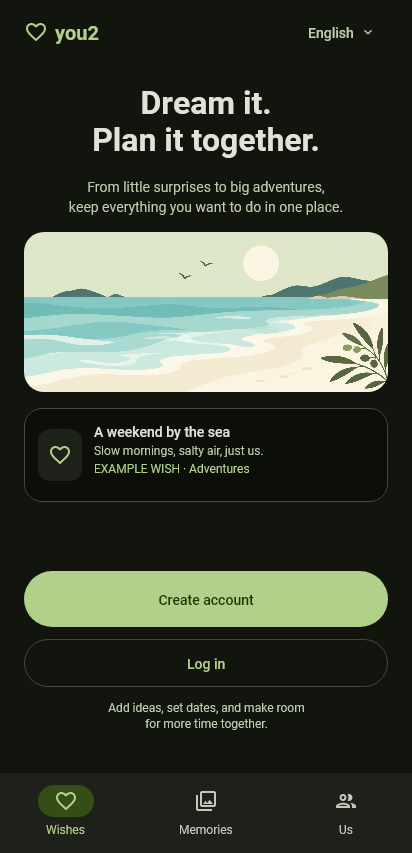 you2
English
Dream it.
Plan it together.
From little surprises to big adventures,
keep everything you want to do in one place.
A weekend by the sea
Slow mornings, salty air, just us.
EXAMPLE WISH · Adventures
Create account
Log in
Add ideas, set dates, and make room
for more time together.
Wishes
Memories
Us